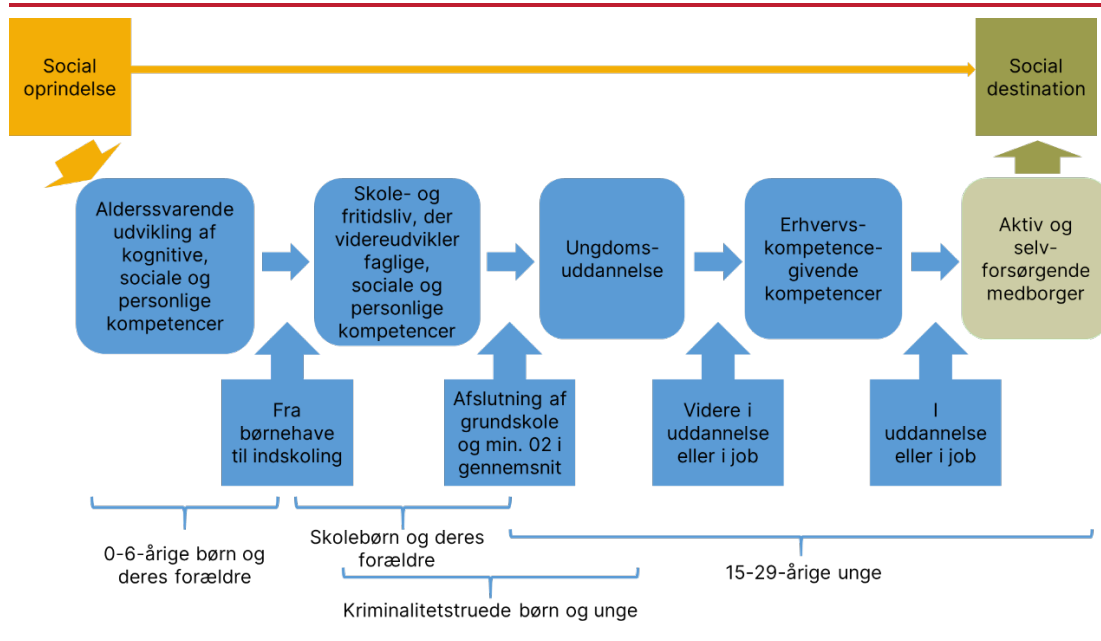 Social
oprindelse
Social
destination
Alderssvarende
udvikling af
kognitive,
sociale og
personlige
kompetencer
Skole- og
fritidsliv, der
videreudvikler
faglige,
sociale og
personlige
kompetencer
Ungdoms-
uddannelse
Erhvervs-
kompetence-
givende
kompetencer
Aktiv og
selv-
forsørgende
medborger
Fra
børnehave
til indskoling
Afslutning af
grundskole
og min. 02 i
gennemsnit
Videre i
uddannelse
eller i job
I
uddannelse
eller i job
0-6-årige børn og
deres forældre
Skolebørn og deres
forældre
Kriminalitetstruede børn og unge
15-29-årige unge